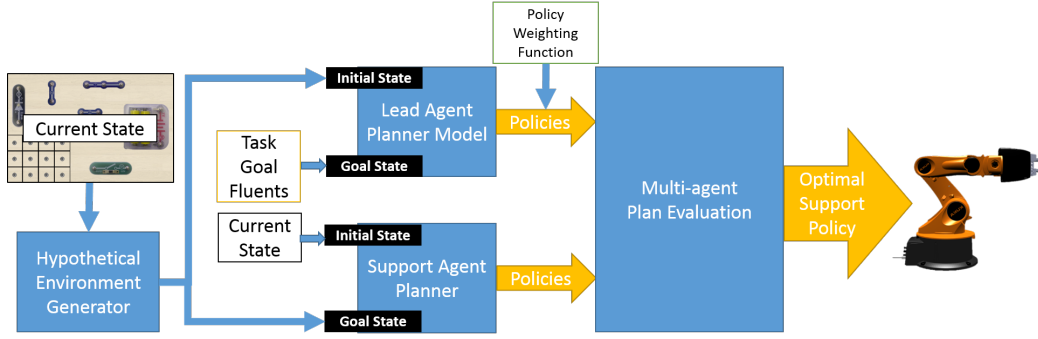 Policy
Weighting
Function
Initial State
Lead Agent
Planner Model
Goal State
Policies
Current State
Task
Goal
Fluents
Current
State
Initial State
Support Agent
Planner
Goal State
Policies
Hypothetical
Environment
Generator
Multi-agent
Plan Evaluation
Optimal
Support
Policy